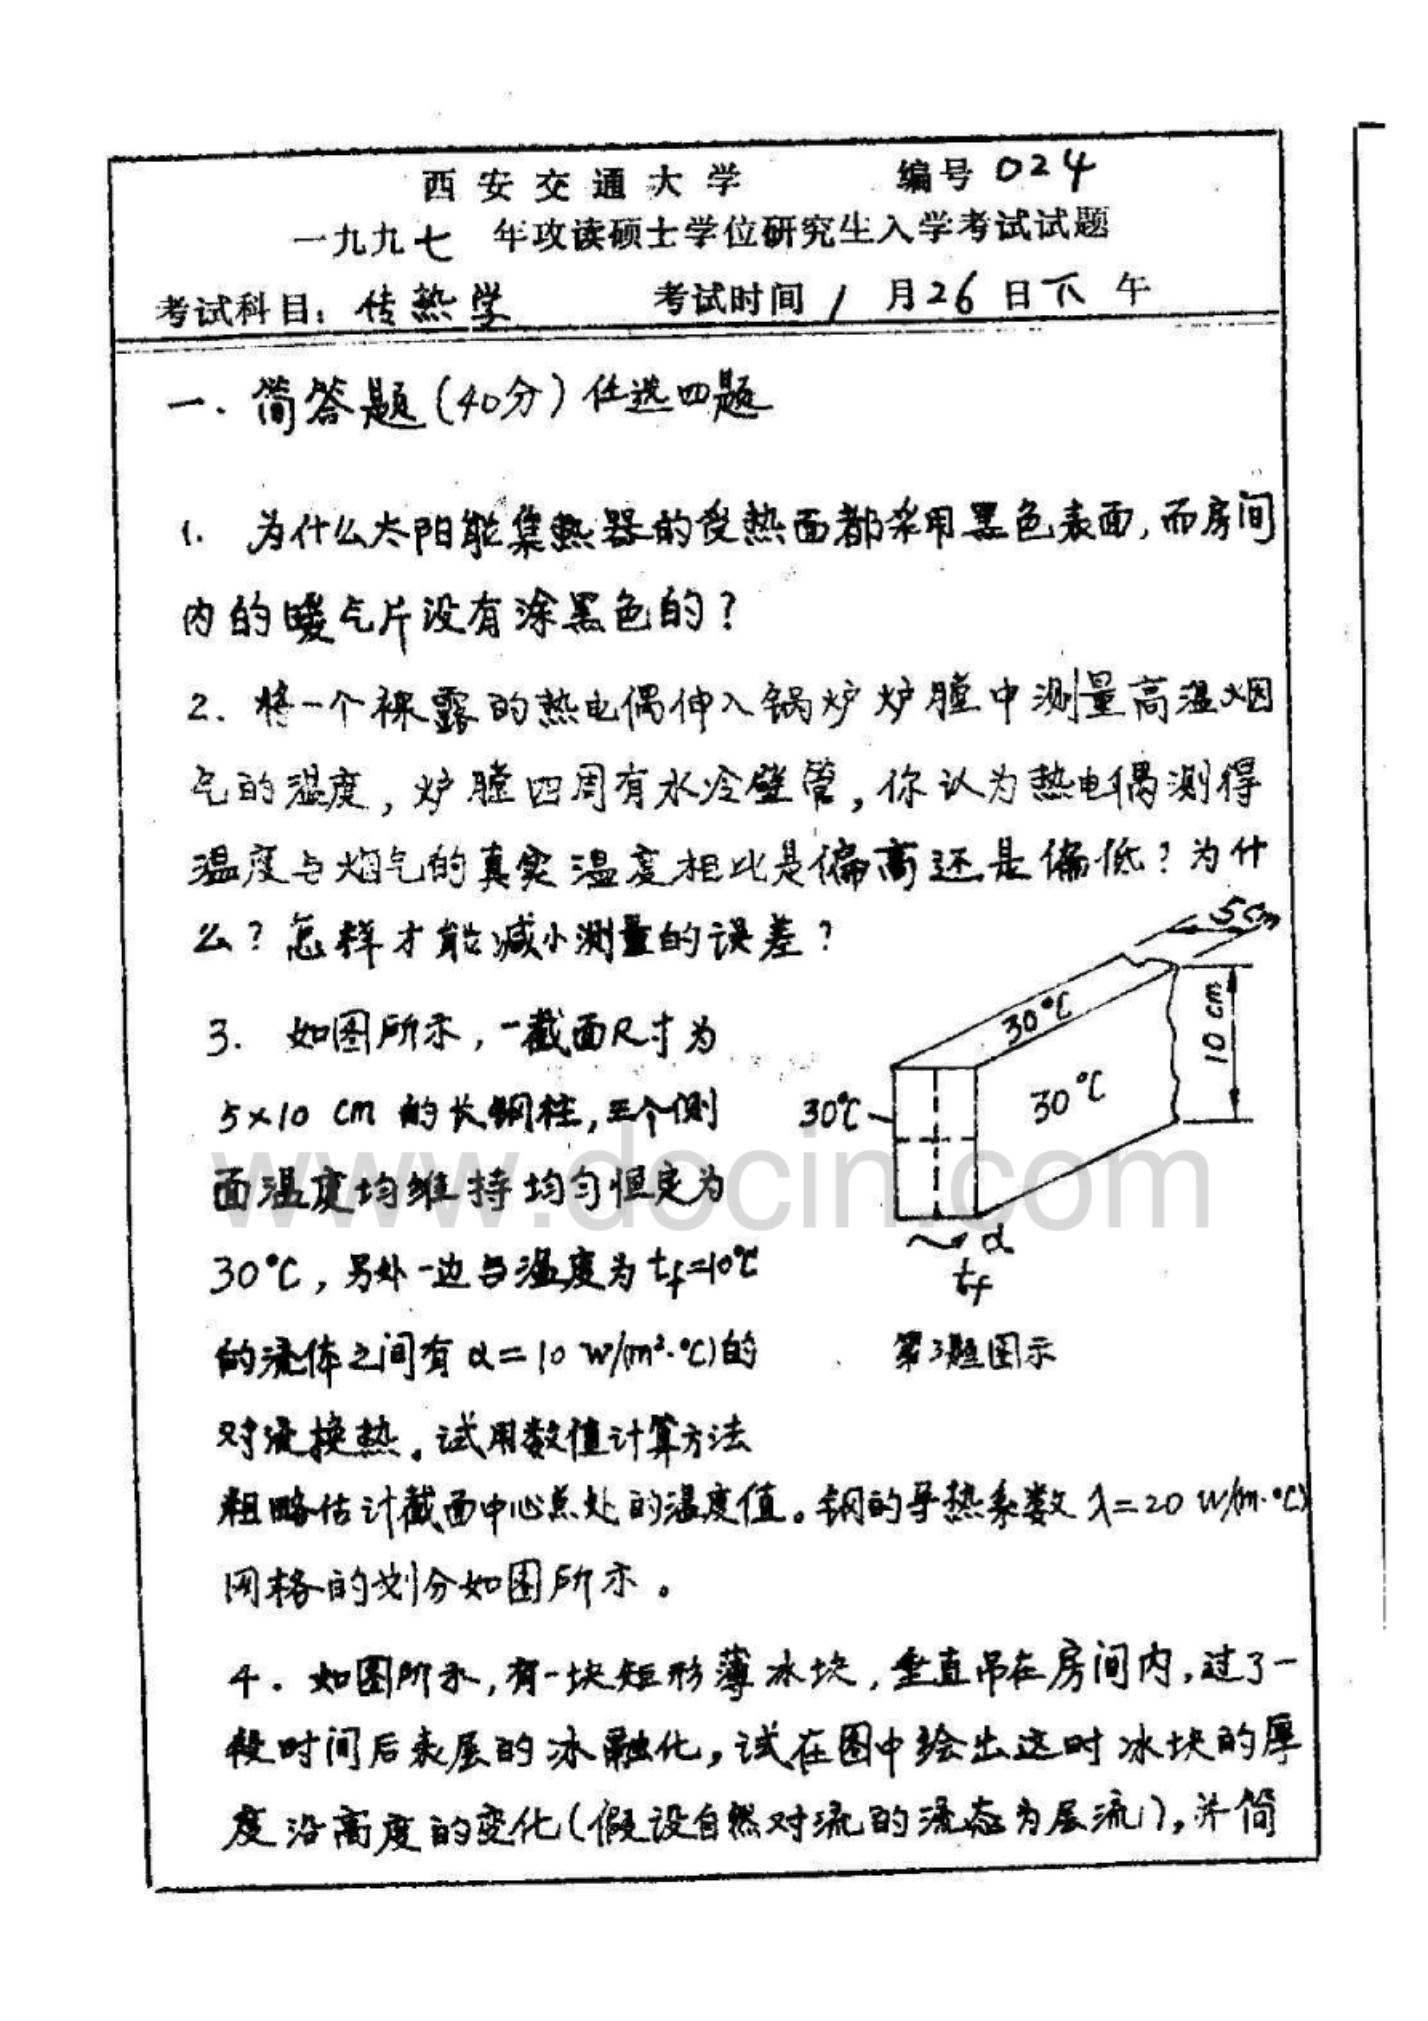 西安交通大学 编号 024
一九九七 年攻读硕士学位研究生入学考试试题
考试科目：传热学 考试时间 1 月 26 日 下 午
一．简答题（40分）任选四题
1. 为什么太阳能集热器的受热面都采用黑色表面，而房间
内的暖气片没有涂黑色的？
2. 将一个裸露的热电偶伸入锅炉炉膛中测量高温烟
气的温度，炉膛四周有水冷壁管，你认为热电偶测得
温度与烟气的真实温度相比是偏高还是偏低？为什
么？怎样才能减小测量的误差？
5cm
30℃
10cm
30℃
30℃
α
tf
第3题图示
3. 如图所示，一截面尺寸为
5×10 cm 的长钢柱，三个侧
面温度均维持均匀恒定为
30℃，另外一边与温度为 tf=10℃
的流体之间有 α=10 W/(m²·℃)的
对流换热。试用数值计算方法
粗略估计截面中心点处的温度值。钢的导热系数 λ=20 W/(m·℃)
网格的划分如图所示。
4. 如图所示，有一块矩形薄冰块，垂直吊在房间内，过了一
段时间后表层的冰融化，试在图中绘出这时冰块的厚
度沿高度的变化（假设自然对流的流态为层流），并简
www.docin.com